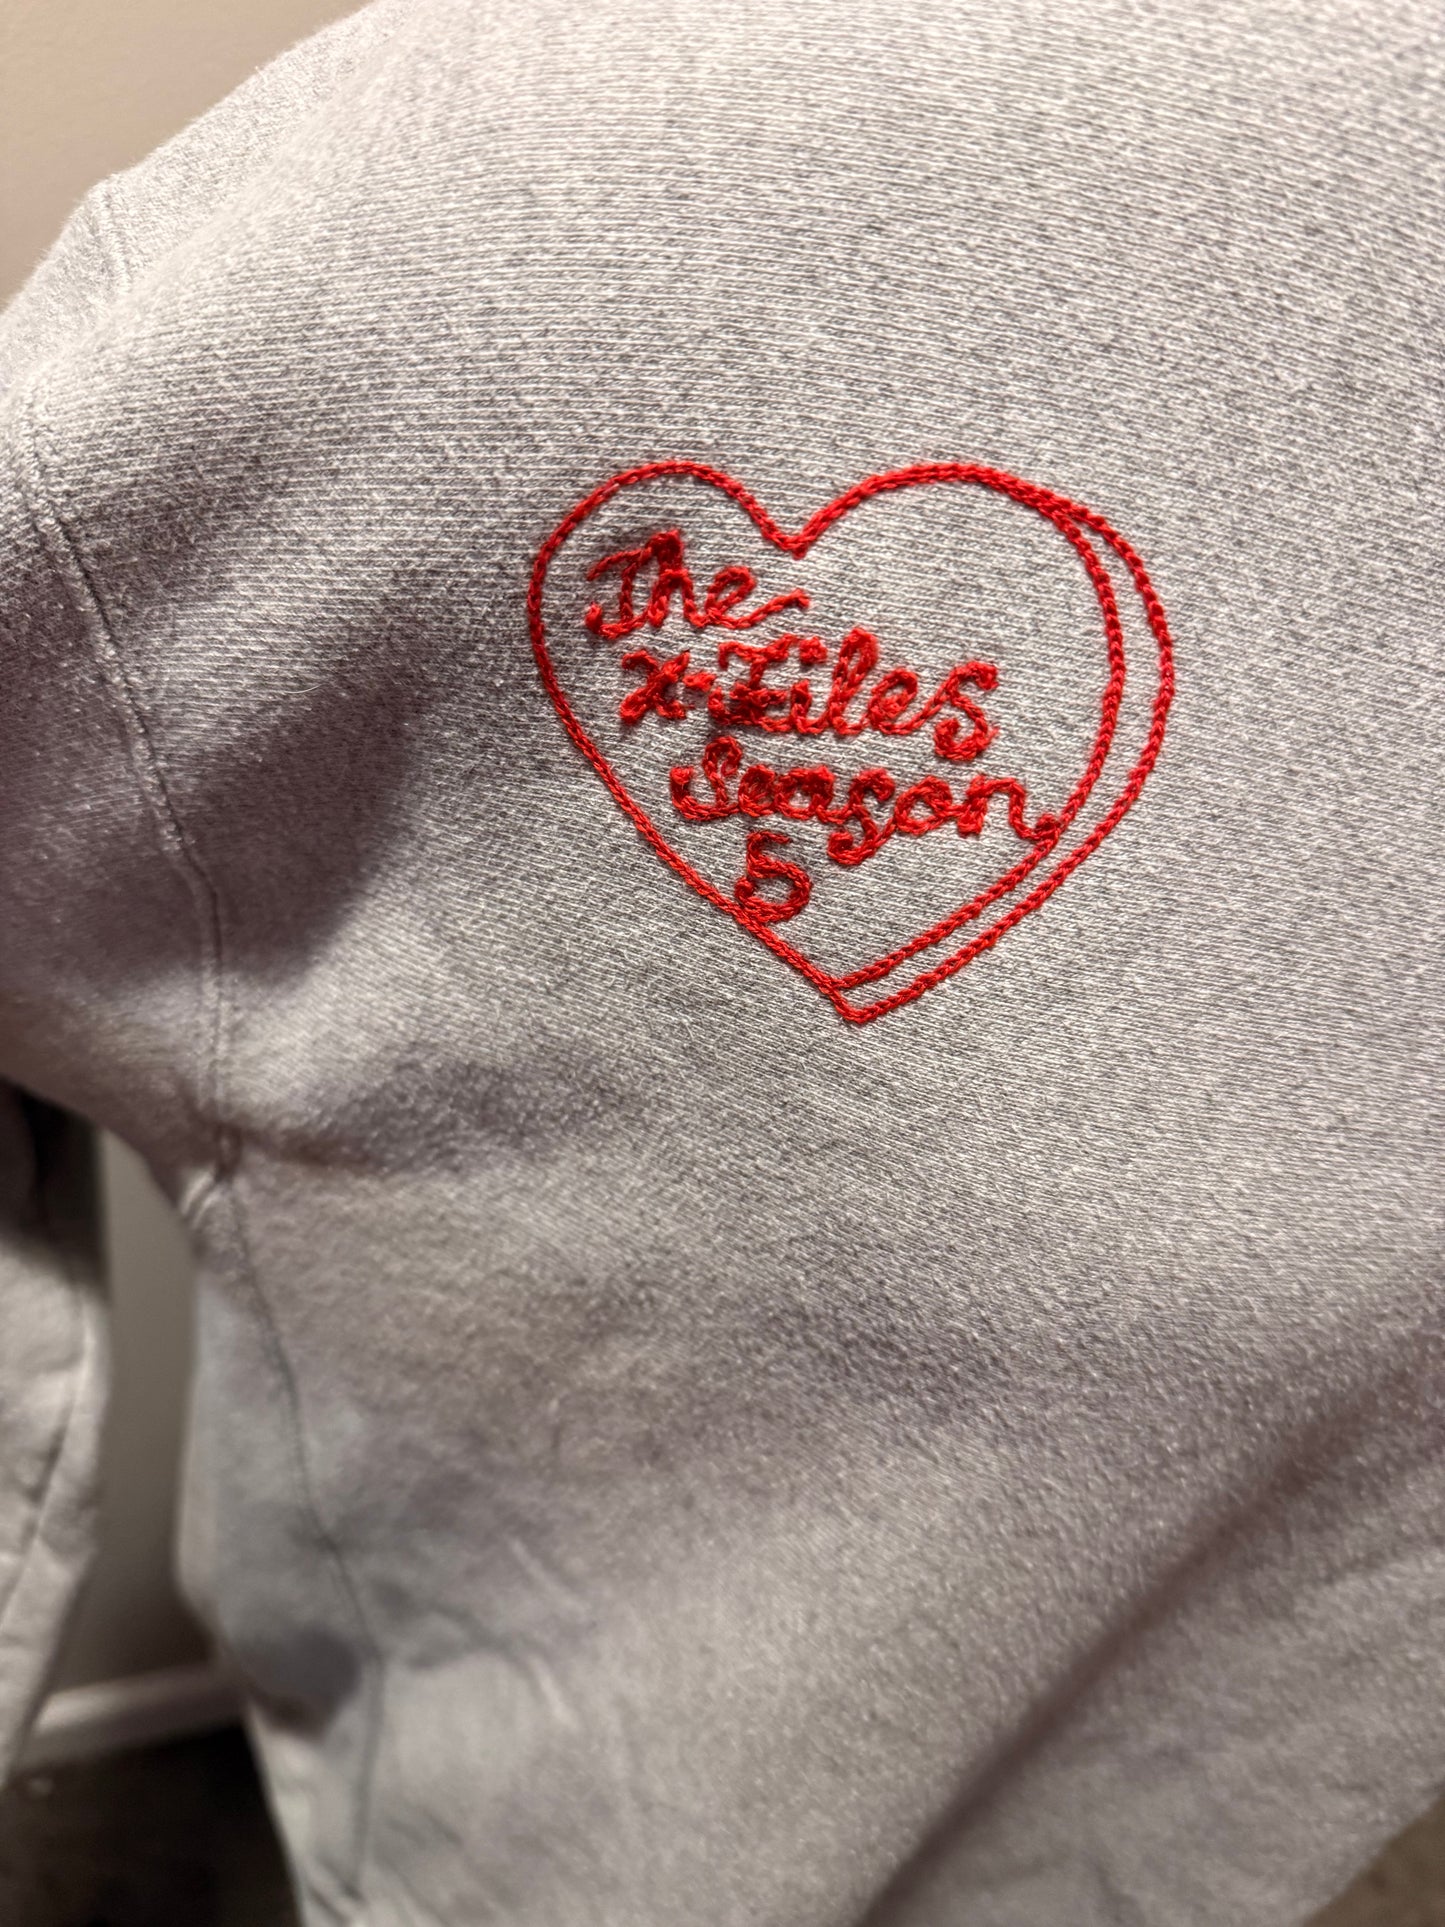 The
X-Files
Season
5